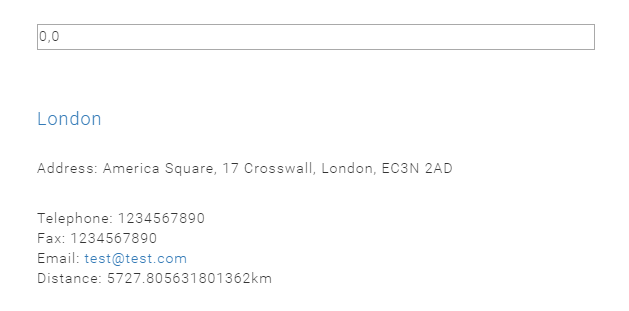 0,0
London
Address: America Square, 17 Crosswall, London, EC3N 2AD
Telephone: 1234567890
Fax: 1234567890
Email: test@test.com
Distance: 5727.805631801362km